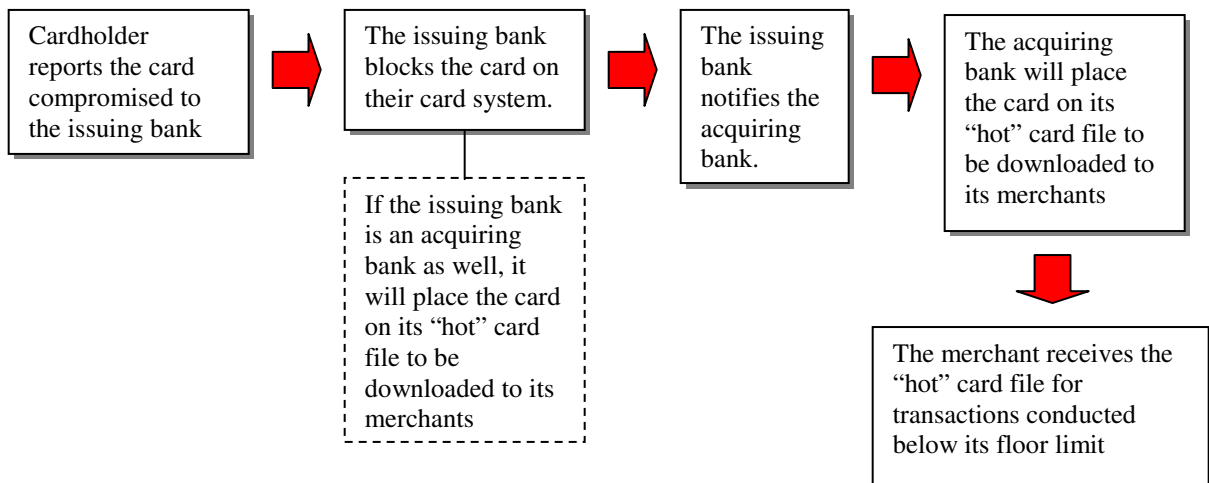 Cardholder
reports the card
compromised to
the issuing bank
The issuing bank
blocks the card on
their card system.
If the issuing bank
is an acquiring
bank as well, it
will place the card
on its “hot” card
file to be
downloaded to its
merchants
The issuing
bank
notifies the
acquiring
bank.
The acquiring
bank will place
the card on its
“hot” card file to
be downloaded to
its merchants
The merchant receives the
“hot” card file for
transactions conducted
below its floor limit